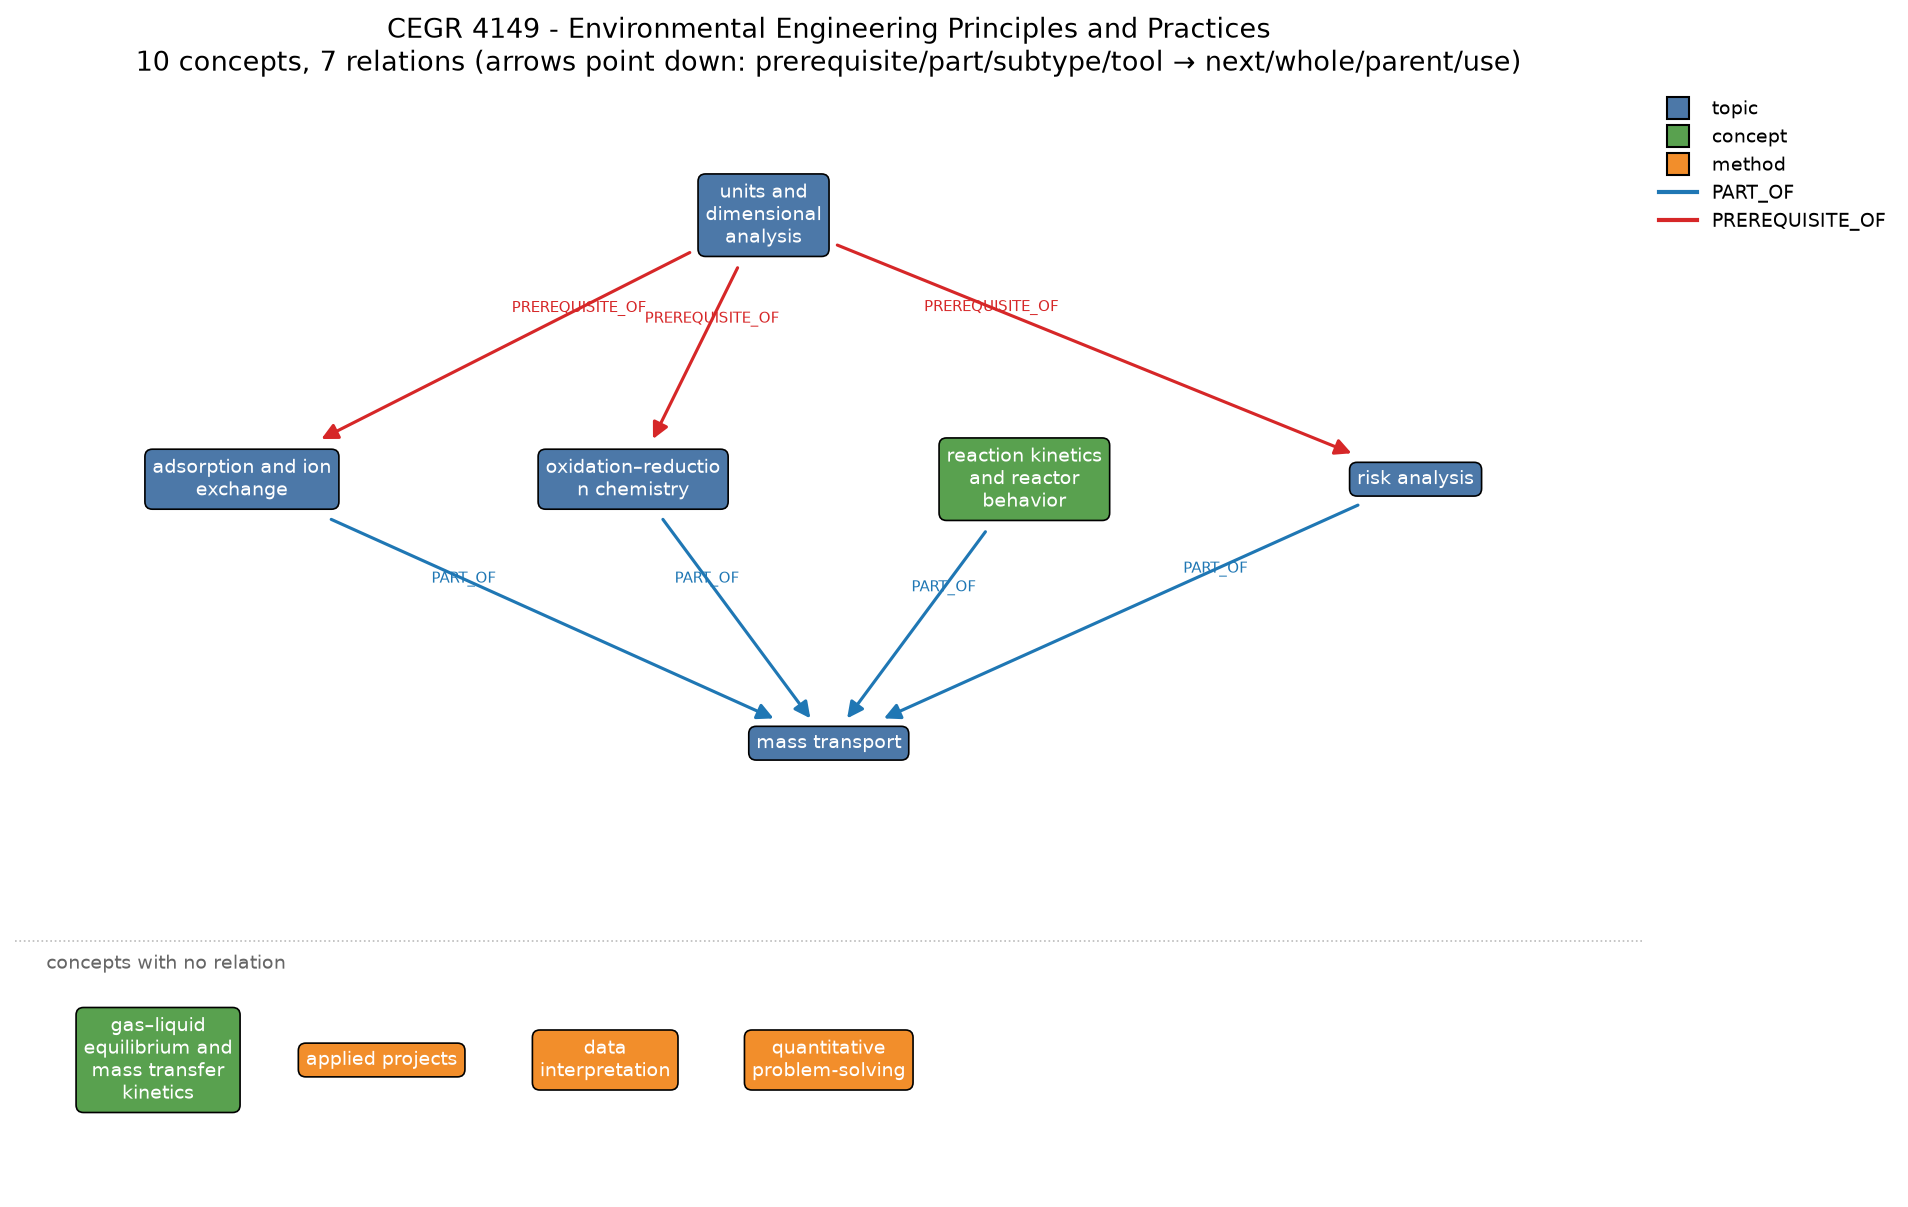 CEGR 4149 - Environmental Engineering Principles and Practices
10 concepts, 7 relations (arrows point down: prerequisite/part/subtype/tool → next/whole/parent/use)
topic
concept
method
PART_OF
PREREQUISITE_OF
units and
dimensional
analysis
PREREQUISITE_OF
PREREQUISITE_OF
PREREQUISITE_OF
adsorption and ion
exchange
oxidation–reductio
n chemistry
reaction kinetics
and reactor
behavior
risk analysis
PART_OF
PART_OF
PART_OF
PART_OF
mass transport
concepts with no relation
gas–liquid
equilibrium and
mass transfer
kinetics
applied projects
data
interpretation
quantitative
problem-solving